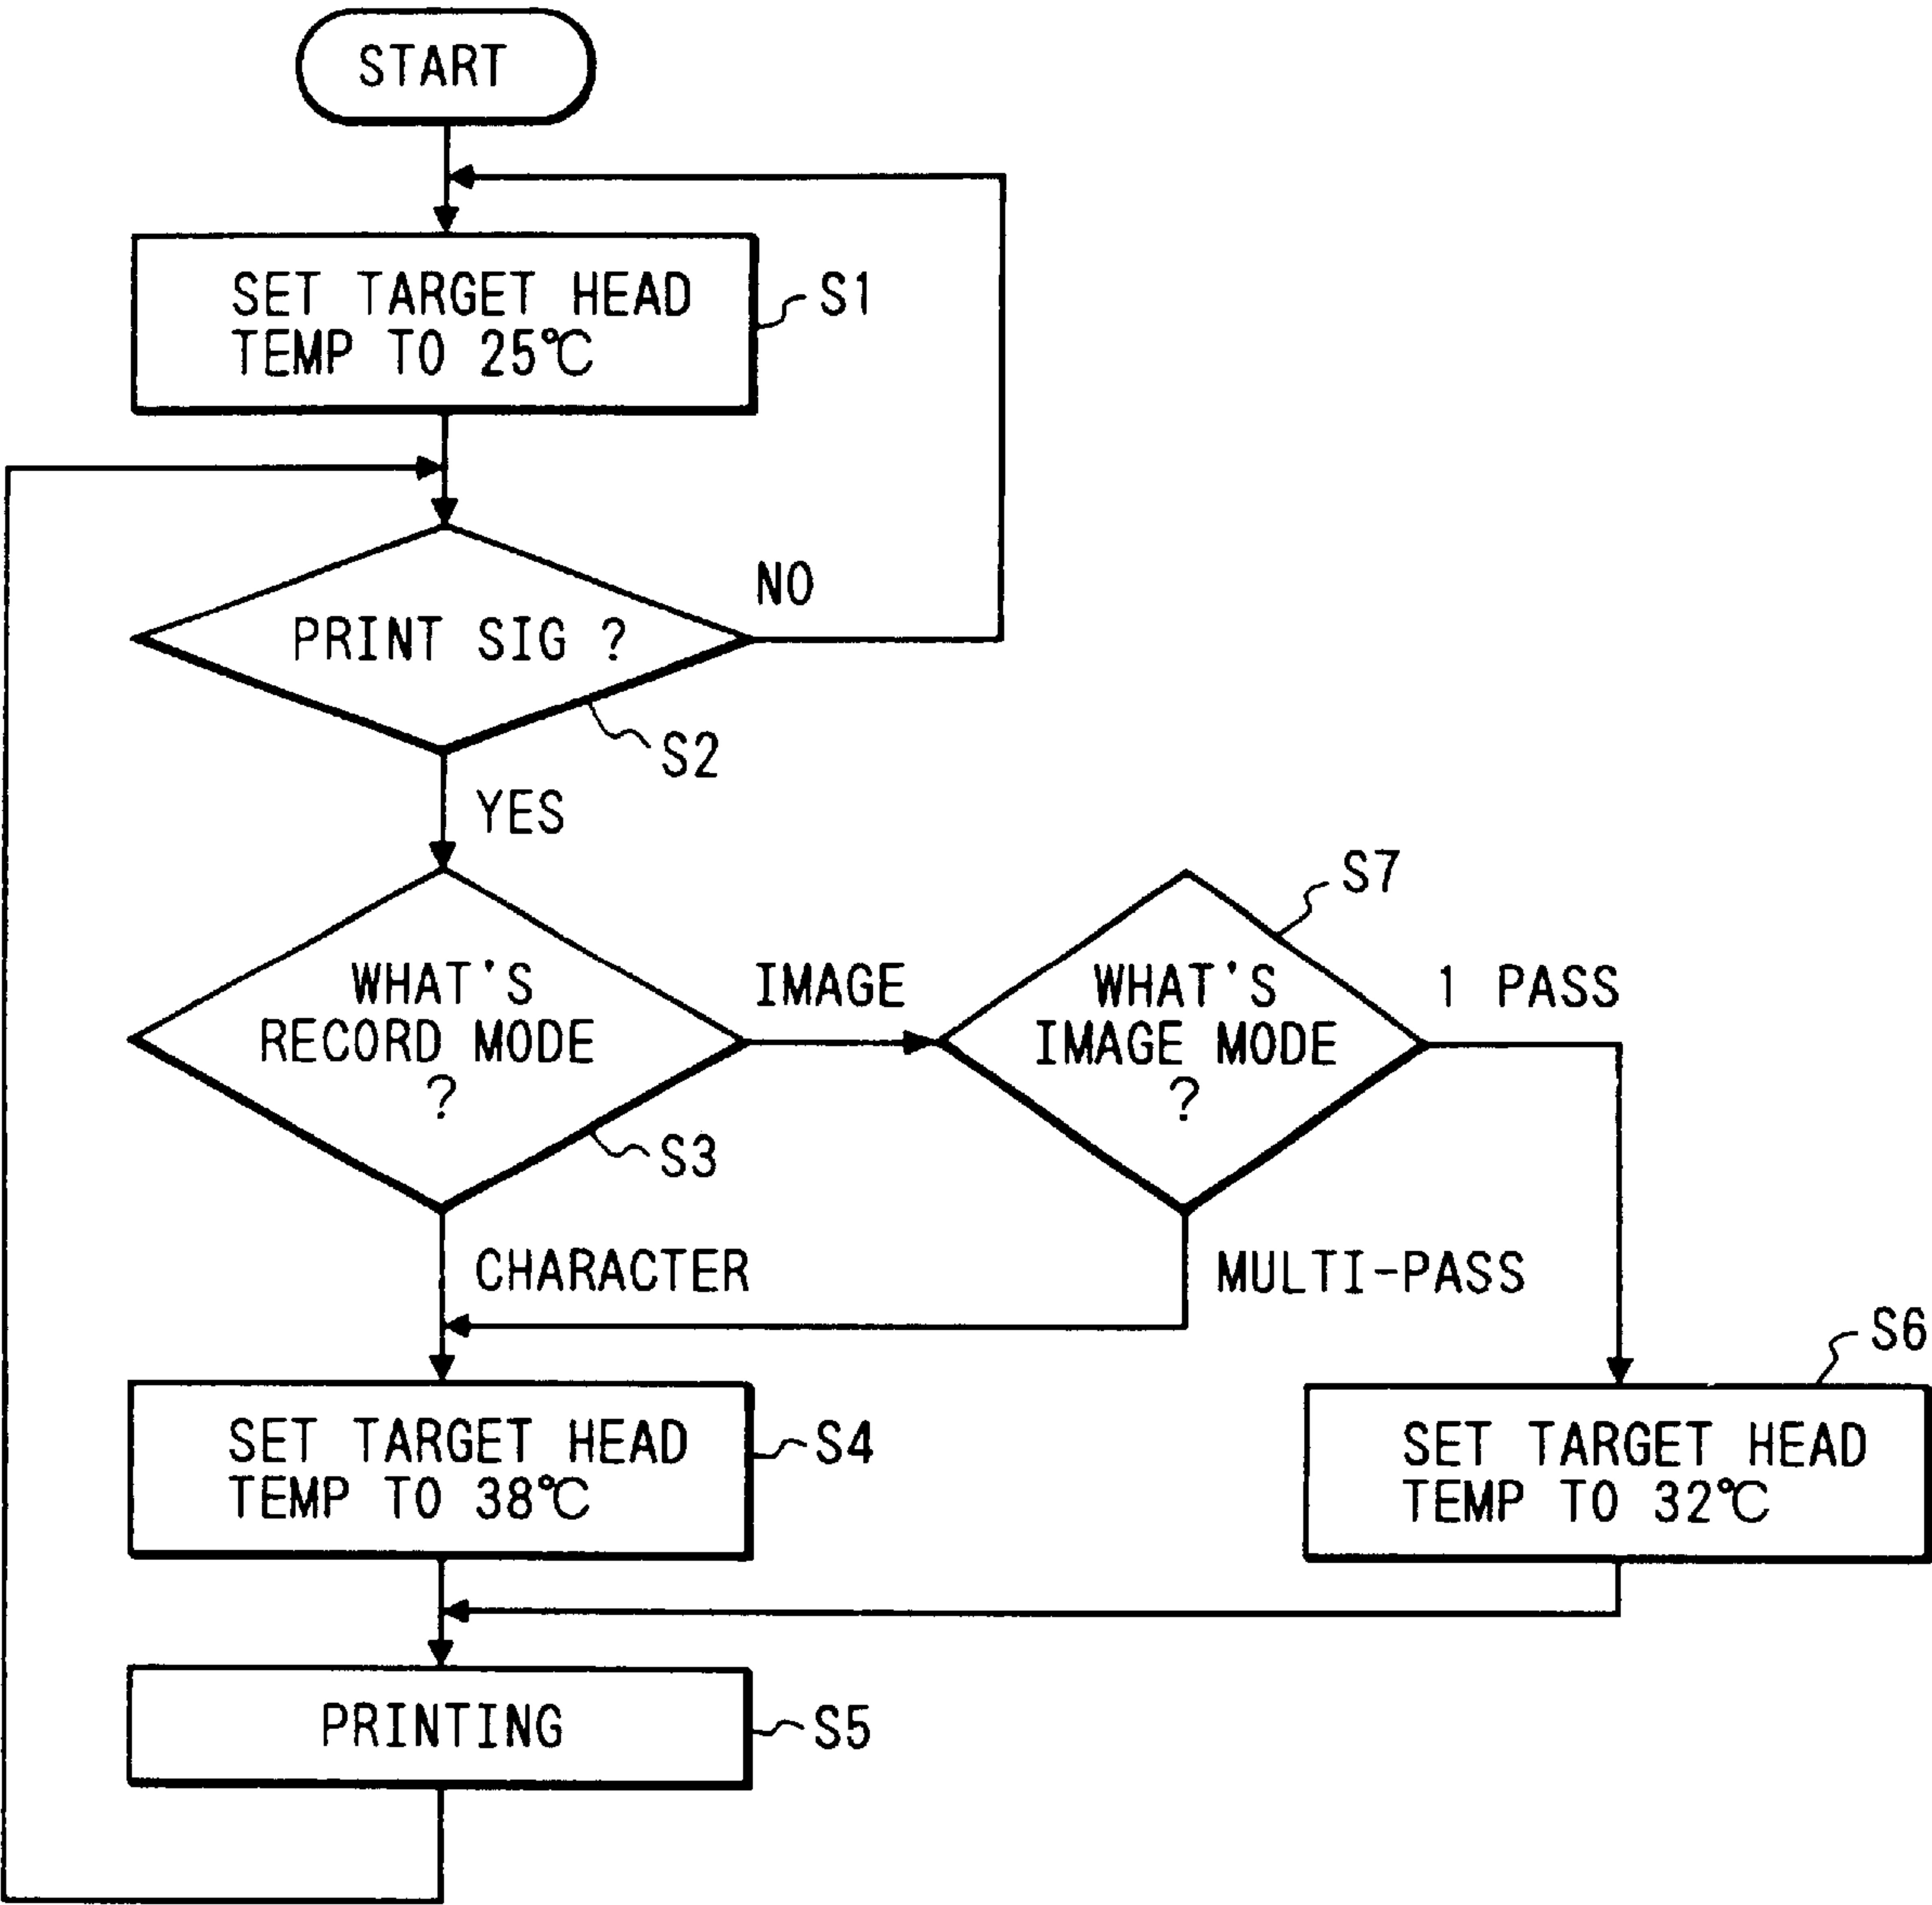 START
SET TARGET HEAD
TEMP TO 25℃
S1
PRINT SIG ?
NO
S2
YES
WHAT'S
RECORD MODE
?
S3
IMAGE
WHAT'S
IMAGE MODE
?
S7
1 PASS
CHARACTER
MULTI-PASS
SET TARGET HEAD
TEMP TO 38℃
S4
SET TARGET HEAD
TEMP TO 32℃
S6
PRINTING
S5